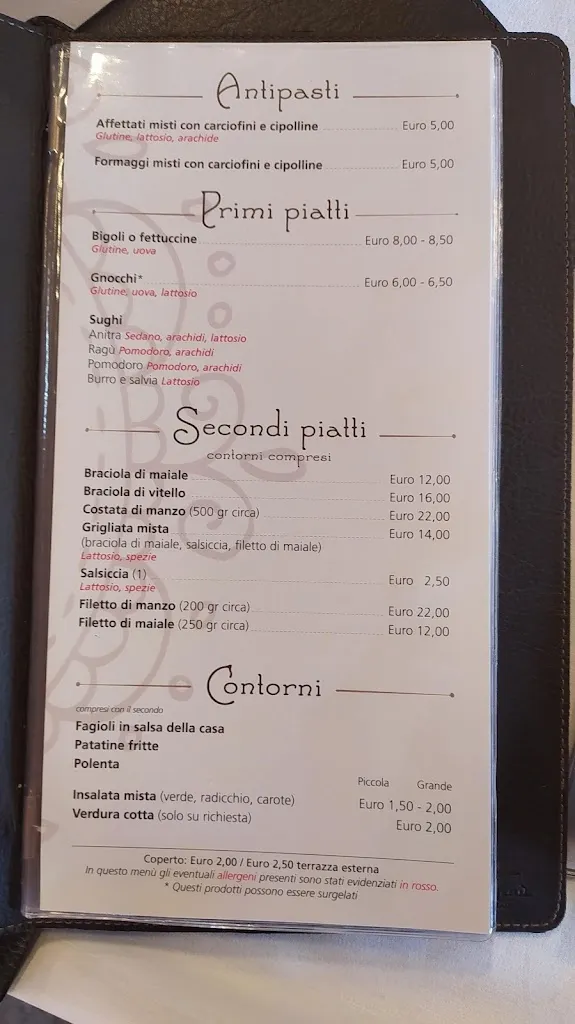 Antipasti
Affettati misti con carciofini e cipolline Euro 5,00
Glutine, lattosio, arachide
Formaggi misti con carciofini e cipolline Euro 5,00
Primi piatti
Bigoli o fettuccine Euro 8,00 - 8,50
Glutine, uova
Gnocchi* Euro 6,00 - 6,50
Glutine, uova, lattosio
Sughi
Anitra Sedano, arachidi, lattosio
Ragù Pomodoro, arachidi
Pomodoro Pomodoro, arachidi
Burro e salvia Lattosio
Secondi piatti
contorni compresi
Braciola di maiale Euro 12,00
Braciola di vitello Euro 16,00
Costata di manzo (500 gr circa) Euro 22,00
Grigliata mista Euro 14,00
(braciola di maiale, salsiccia, filetto di maiale)
Lattosio, spezie
Salsiccia (1) Euro 2,50
Lattosio, spezie
Filetto di manzo (200 gr circa) Euro 22,00
Filetto di maiale (250 gr circa) Euro 12,00
Contorni
compresi con il secondo
Fagioli in salsa della casa
Patatine fritte
Polenta
Piccola Grande
Insalata mista (verde, radicchio, carote) Euro 1,50 - 2,00
Verdura cotta (solo su richiesta) Euro 2,00
Coperto: Euro 2,00 / Euro 2,50 terrazza esterna
In questo menù gli eventuali allergeni presenti sono stati evidenziati in rosso.
* Questi prodotti possono essere surgelati